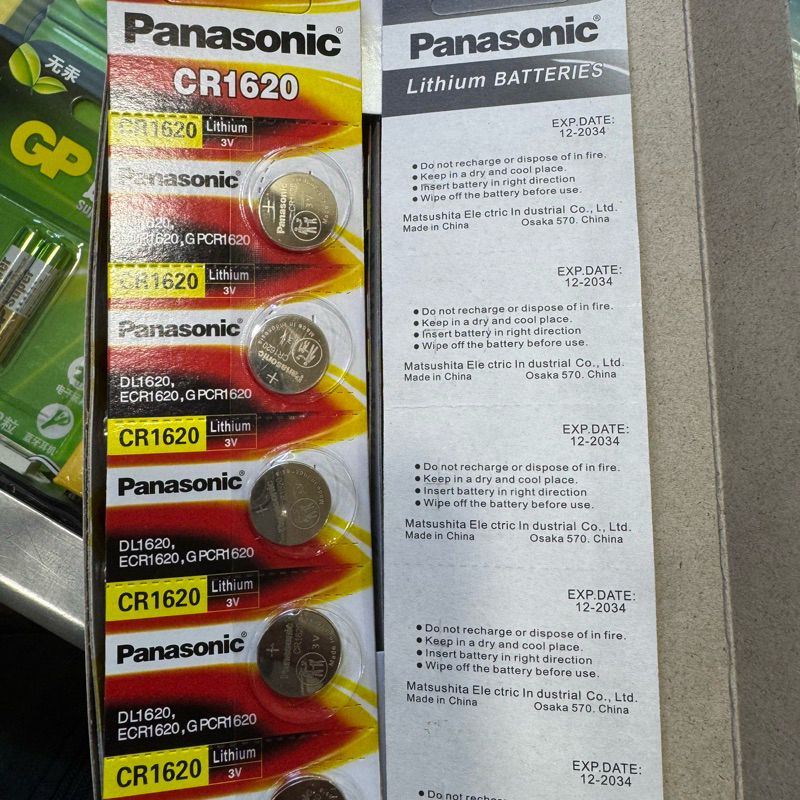 Panasonic®
CR1620
CR1620 Lithium 3V
Panasonic®
CR1620, GPCR1620
CR1620 Lithium 3V
Panasonic®
DL1620,
ECR1620, GPCR1620
CR1620 Lithium 3V
Panasonic®
DL1620,
ECR1620, GPCR1620
CR1620 Lithium 3V
Panasonic®
DL1620,
ECR1620, GPCR1620
CR1620 Lithium 3V
Panasonic®
Lithium BATTERIES
EXP.DATE:
12-2034
● Do not recharge or dispose of in fire.
● Keep in a dry and cool place.
● Insert battery in right direction
● Wipe off the battery before use.
Matsushita Ele ctric In dustrial Co., Ltd.
Made in China Osaka 570. China
EXP.DATE:
12-2034
● Do not recharge or dispose of in fire.
● Keep in a dry and cool place.
● Insert battery in right direction
● Wipe off the battery before use.
Matsushita Ele ctric In dustrial Co., Ltd.
Made in China Osaka 570. China
EXP.DATE:
12-2034
● Do not recharge or dispose of in fire.
● Keep in a dry and cool place.
● Insert battery in right direction
● Wipe off the battery before use.
Matsushita Ele ctric In dustrial Co., Ltd.
Made in China Osaka 570. China
EXP.DATE:
12-2034
● Do not recharge or dispose of in fire.
● Keep in a dry and cool place.
● Insert battery in right direction
● Wipe off the battery before use.
Matsushita Ele ctric In dustrial Co., Ltd.
Made in China Osaka 570. China
EXP.DATE:
12-2034
● Do not
无汞
GP
Panasonic
CR1620
3V
Panasonic
CR1620
Panasonic
3V